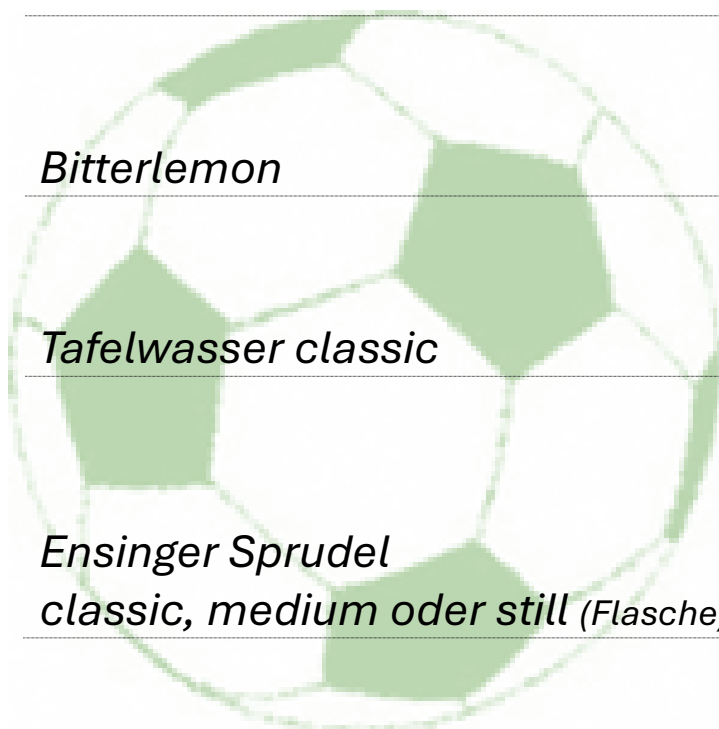 Bitterlemon
Tafelwasser classic
Ensinger Sprudel
classic, medium oder still (Flasche)